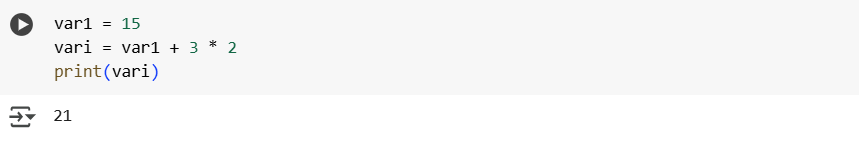 var1 = 15
vari = var1 + 3 * 2
print(vari)
21